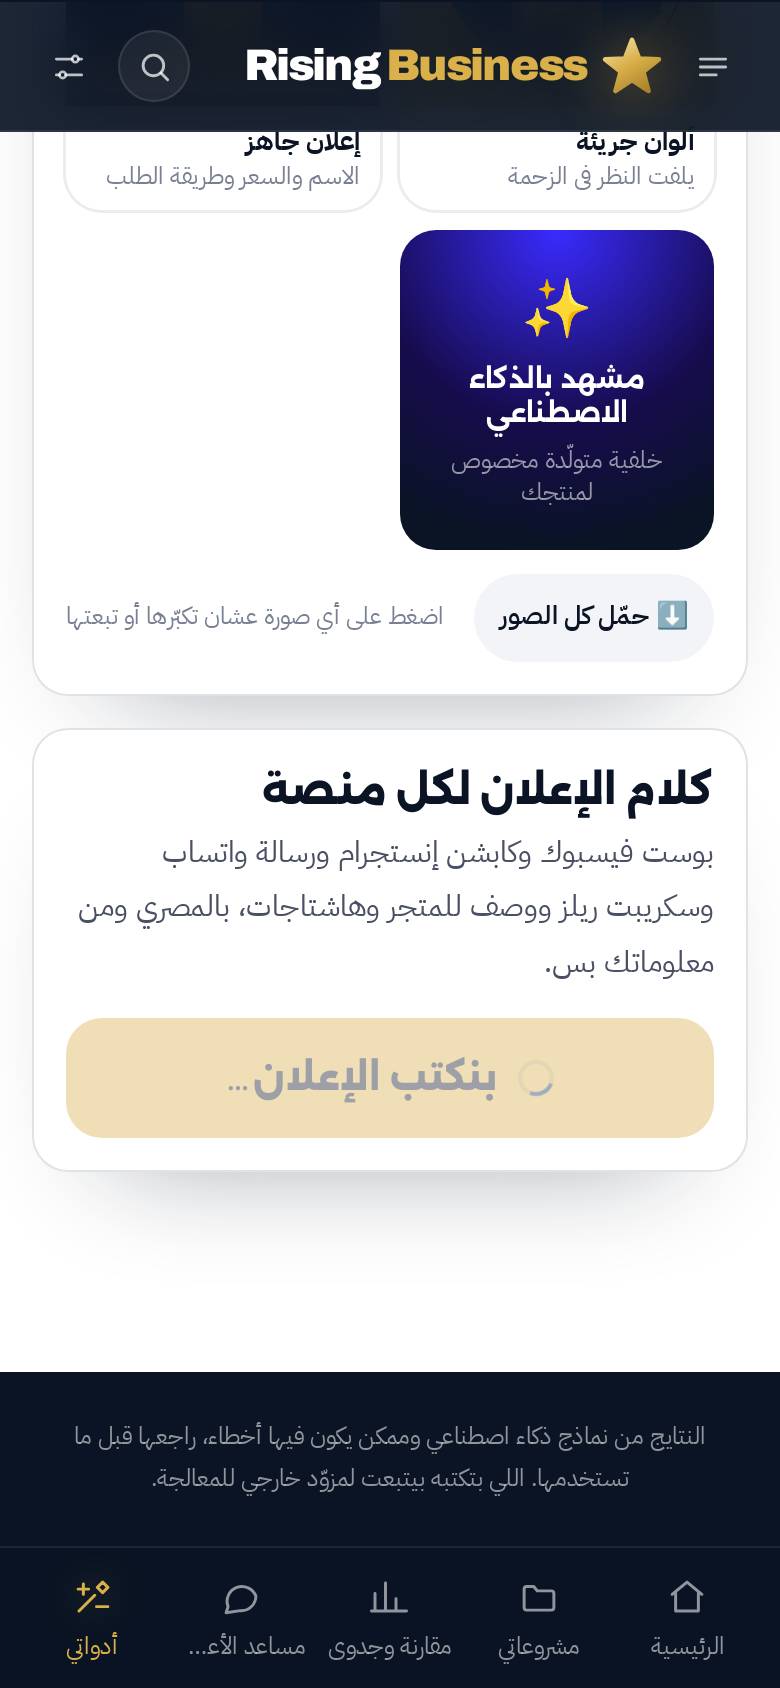 Rising Business
ألوان جريئة
يلفت النظر في الزحمة
إعلان جاهز
الاسم والسعر وطريقة الطلب
مشهد بالذكاء
الاصطناعي
خلفية متولّدة مخصوص
لمنتجك
حمّل كل الصور
اضغط على أي صورة عشان تكبّرها أو تبعتها
كلام الإعلان لكل منصة
بوست فيسبوك وكابشن إنستجرام ورسالة واتساب
وسكريبت ريلز ووصف للمتجر وهاشتاجات، بالمصري ومن
معلوماتك بس.
بنكتب الإعلان...
النتايج من نماذج ذكاء اصطناعي وممكن يكون فيها أخطاء، راجعها قبل ما
تستخدمها. اللي بتكتبه بيتبعت لمزوّد خارجي للمعالجة.
الرئيسية
مشروعاتي
مقارنة وجدوى
مساعد الأعـ...
أدواتي